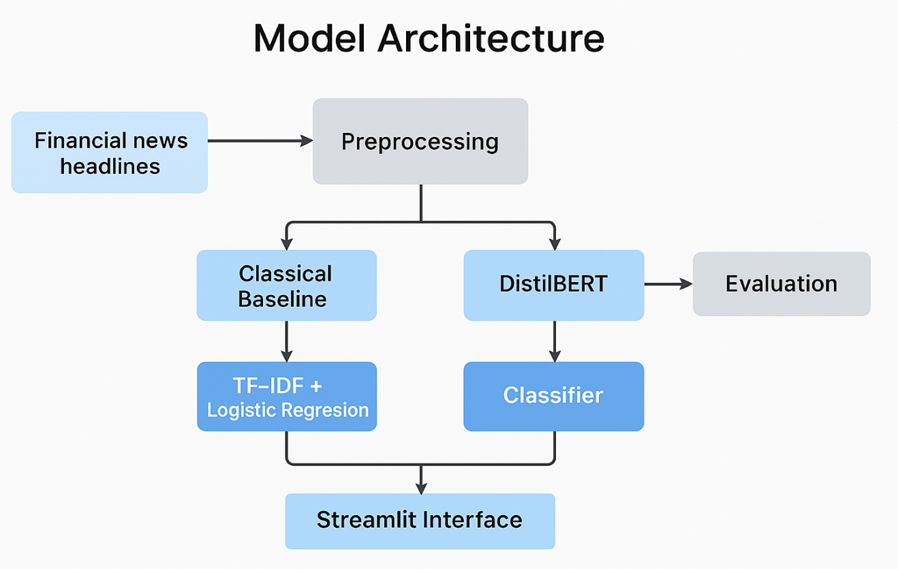 Model Architecture
Financial news
headlines
Preprocessing
Classical
Baseline
DistilBERT
Evaluation
TF–IDF +
Logistic Regresion
Classifier
Streamlit Interface